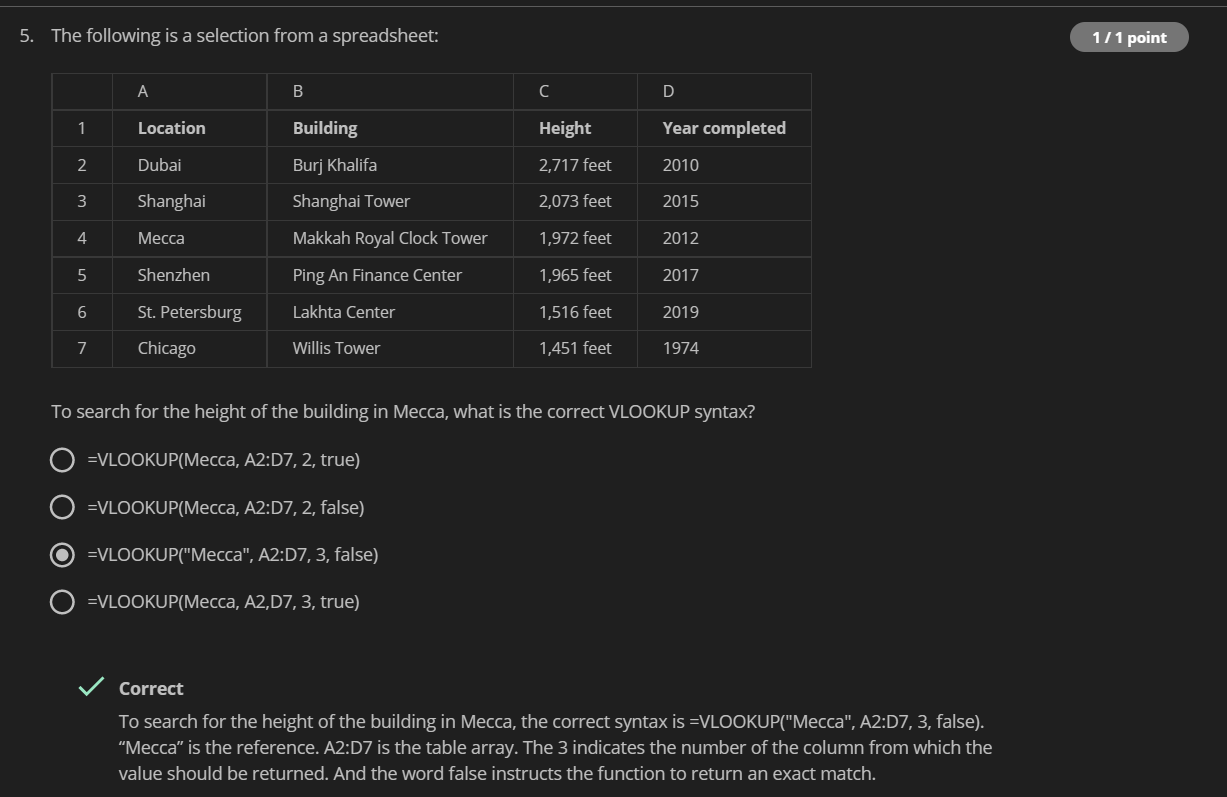 5. The following is a selection from a spreadsheet:
1 / 1 point
A B C D
1 Location Building Height Year completed
2 Dubai Burj Khalifa 2,717 feet 2010
3 Shanghai Shanghai Tower 2,073 feet 2015
4 Mecca Makkah Royal Clock Tower 1,972 feet 2012
5 Shenzhen Ping An Finance Center 1,965 feet 2017
6 St. Petersburg Lakhta Center 1,516 feet 2019
7 Chicago Willis Tower 1,451 feet 1974
To search for the height of the building in Mecca, what is the correct VLOOKUP syntax?
=VLOOKUP(Mecca, A2:D7, 2, true)
=VLOOKUP(Mecca, A2:D7, 2, false)
=VLOOKUP("Mecca", A2:D7, 3, false)
=VLOOKUP(Mecca, A2,D7, 3, true)
Correct
To search for the height of the building in Mecca, the correct syntax is =VLOOKUP("Mecca", A2:D7, 3, false).
“Mecca” is the reference. A2:D7 is the table array. The 3 indicates the number of the column from which the
value should be returned. And the word false instructs the function to return an exact match.